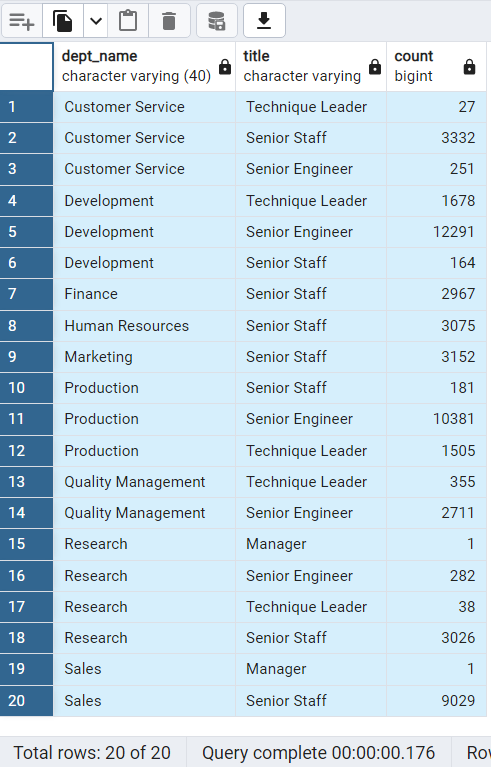 dept_name title count
character varying (40) character varying bigint
1 Customer Service Technique Leader 27
2 Customer Service Senior Staff 3332
3 Customer Service Senior Engineer 251
4 Development Technique Leader 1678
5 Development Senior Engineer 12291
6 Development Senior Staff 164
7 Finance Senior Staff 2967
8 Human Resources Senior Staff 3075
9 Marketing Senior Staff 3152
10 Production Senior Staff 181
11 Production Senior Engineer 10381
12 Production Technique Leader 1505
13 Quality Management Technique Leader 355
14 Quality Management Senior Engineer 2711
15 Research Manager 1
16 Research Senior Engineer 282
17 Research Technique Leader 38
18 Research Senior Staff 3026
19 Sales Manager 1
20 Sales Senior Staff 9029
Total rows: 20 of 20 Query complete 00:00:00.176